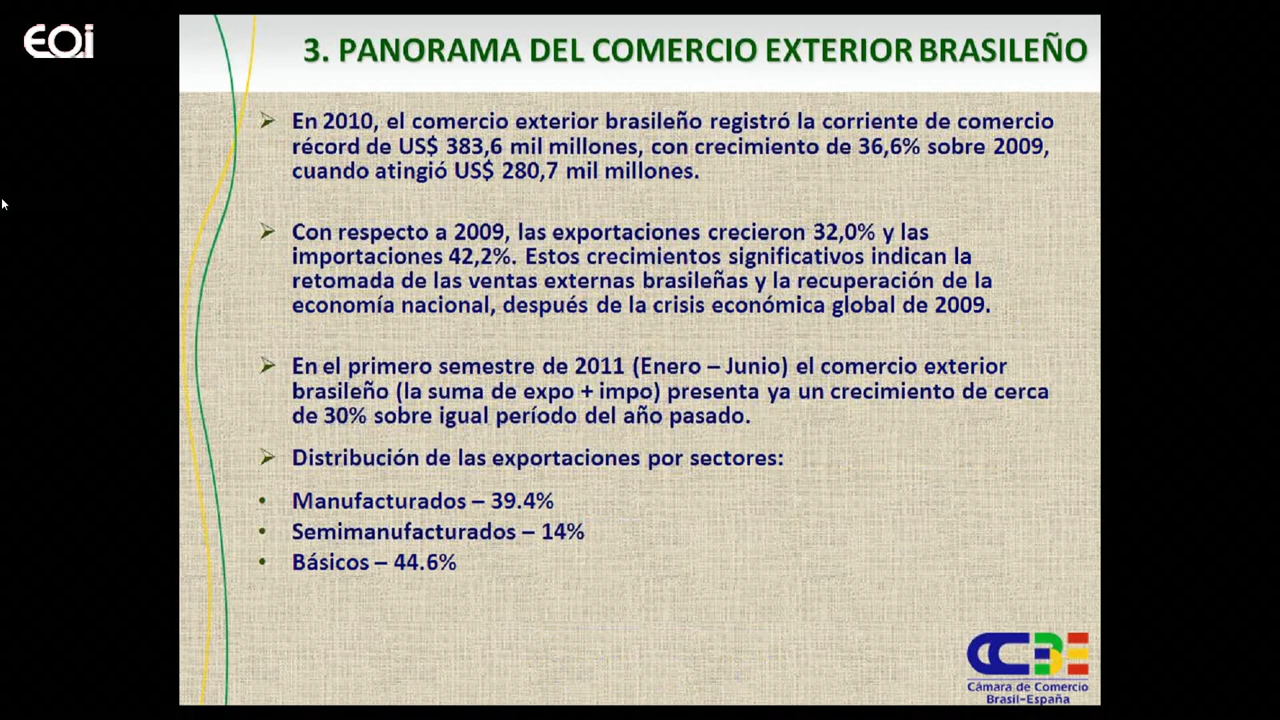 EOi
3. PANORAMA DEL COMERCIO EXTERIOR BRASILEÑO
➢ En 2010, el comercio exterior brasileño registró la corriente de comercio
récord de US$ 383,6 mil millones, con crecimiento de 36,6% sobre 2009,
cuando atingió US$ 280,7 mil millones.
➢ Con respecto a 2009, las exportaciones crecieron 32,0% y las
importaciones 42,2%. Estos crecimientos significativos indican la
retomada de las ventas externas brasileñas y la recuperación de la
economía nacional, después de la crisis económica global de 2009.
➢ En el primero semestre de 2011 (Enero – Junio) el comercio exterior
brasileño (la suma de expo + impo) presenta ya un crecimiento de cerca
de 30% sobre igual período del año pasado.
➢ Distribución de las exportaciones por sectores:
• Manufacturados – 39.4%
• Semimanufacturados – 14%
• Básicos – 44.6%
CCBE
Cámara de Comercio
Brasil-España